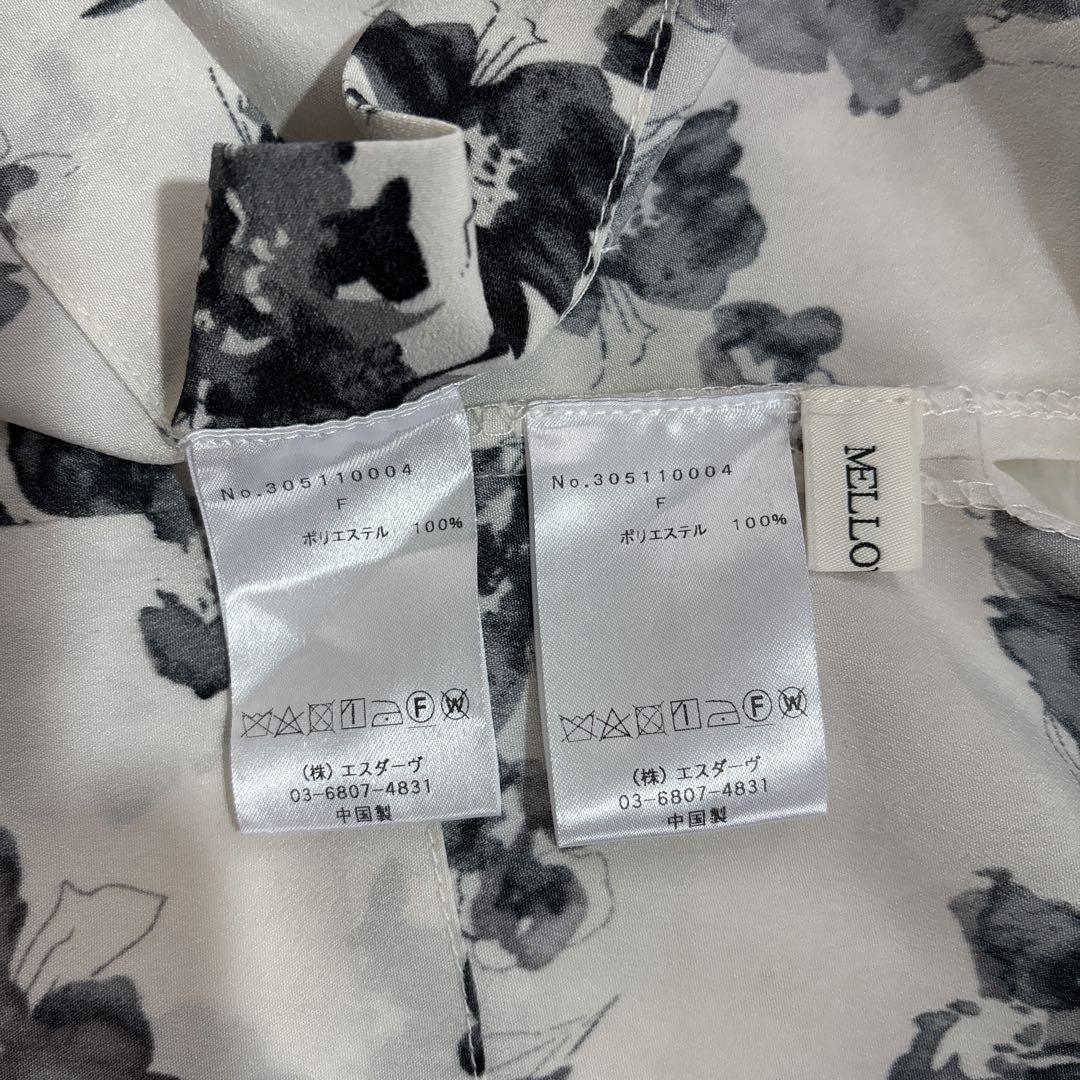 No.305110004
F
ポリエステル 100%
F W
(株) エスダーヴ
03-6807-4831
中国製
No.305110004
F
ポリエステル 100%
F W
(株) エスダーヴ
03-6807-4831
中国製
MELLO